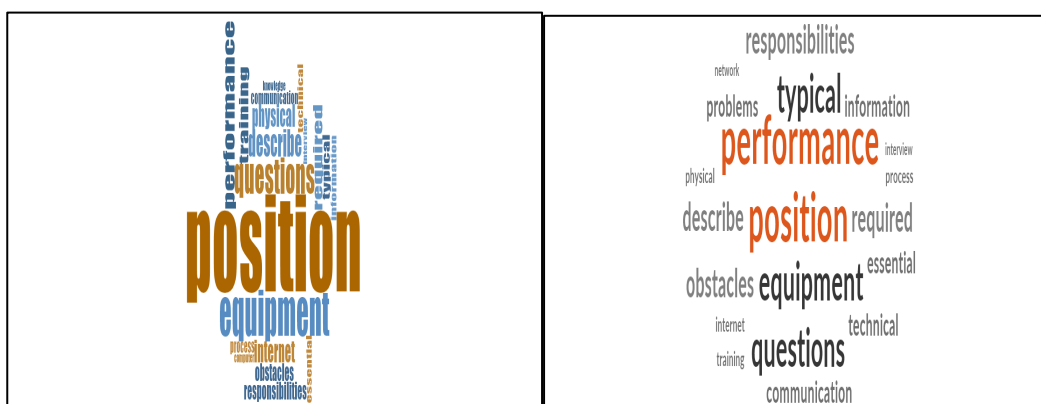 performance
training
knowledge
communication
technical
physical
describe
interview
required
typical
information
questions
position
equipment
process
internet
computer
obstacles
essential
responsibilities
responsibilities
network
typical
problems
information
performance
interview
physical
process
describe
position
required
essential
obstacles
equipment
internet
technical
training
questions
communication